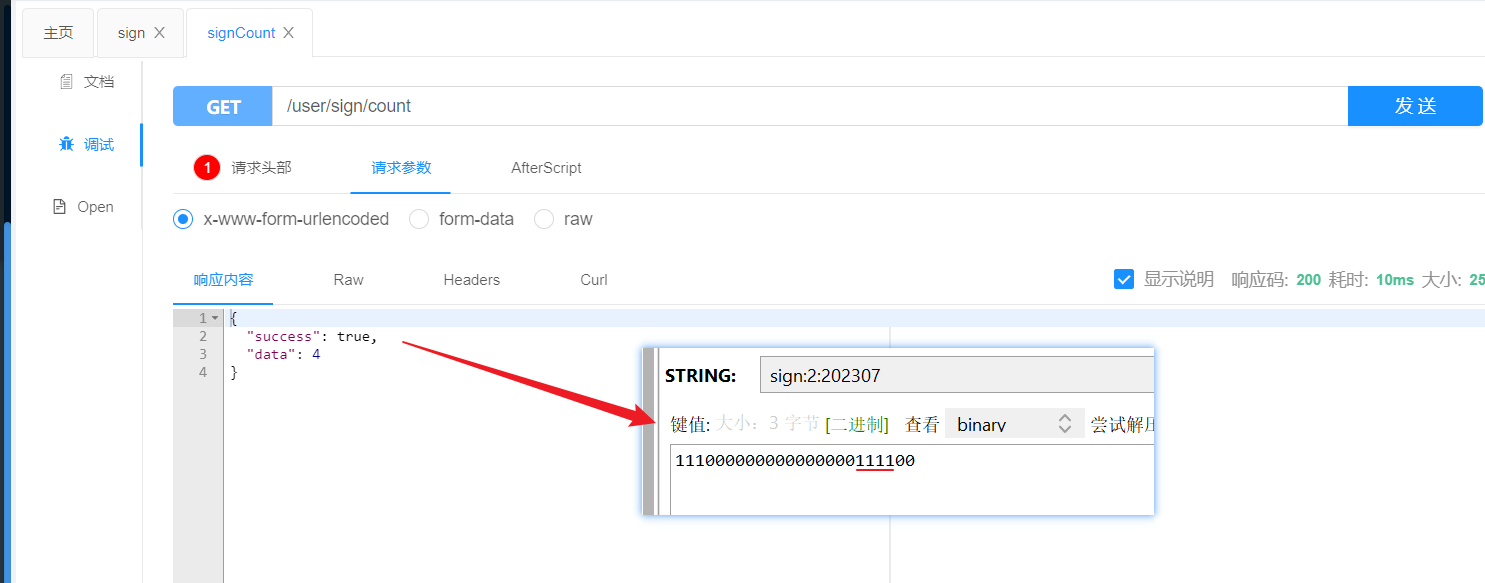 主页
sign
signCount
文档
调试
Open
GET
/user/sign/count
发 送
1
请求头部
请求参数
AfterScript
x-www-form-urlencoded
form-data
raw
响应内容
Raw
Headers
Curl
显示说明
响应码: 200 耗时: 10ms 大小: 25
1 {
2 "success": true,
3 "data": 4
4 }
STRING:
sign:2:202307
键值: 大小：3 字节 [二进制] 查看 binary 尝试解压
111000000000000000111100